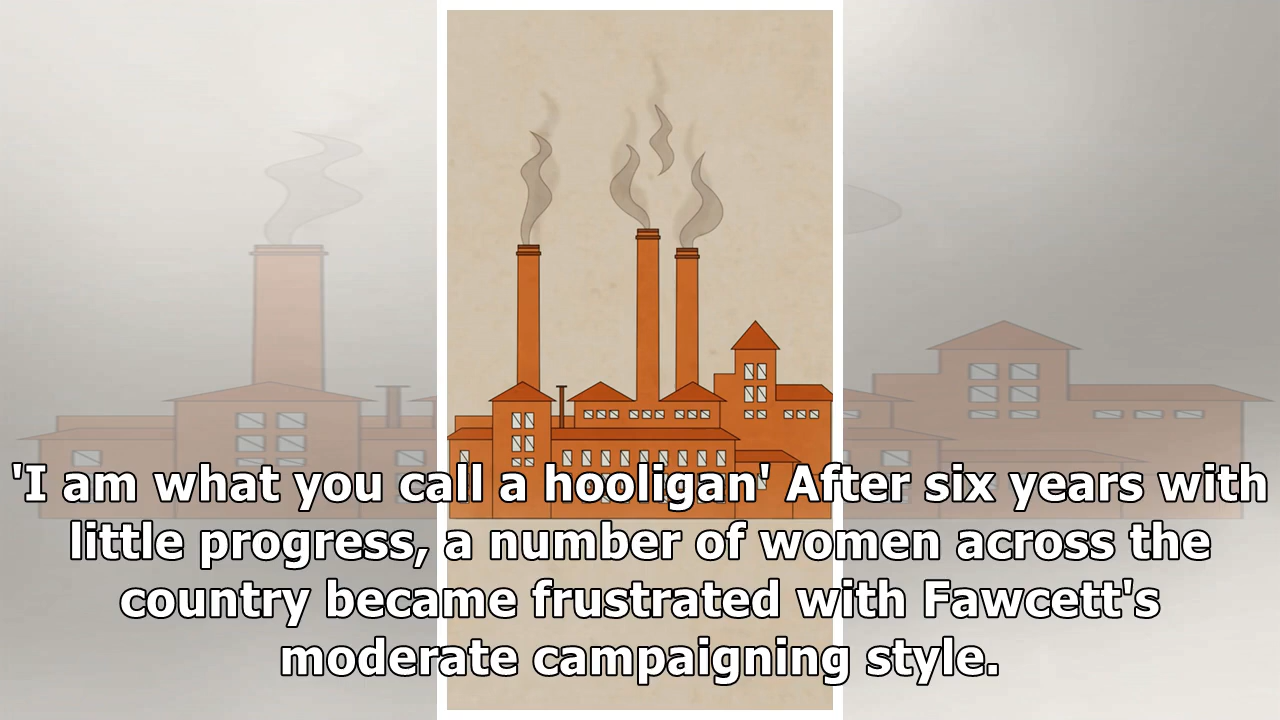 'I am what you call a hooligan' After six years with
little progress, a number of women across the
country became frustrated with Fawcett's
moderate campaigning style.